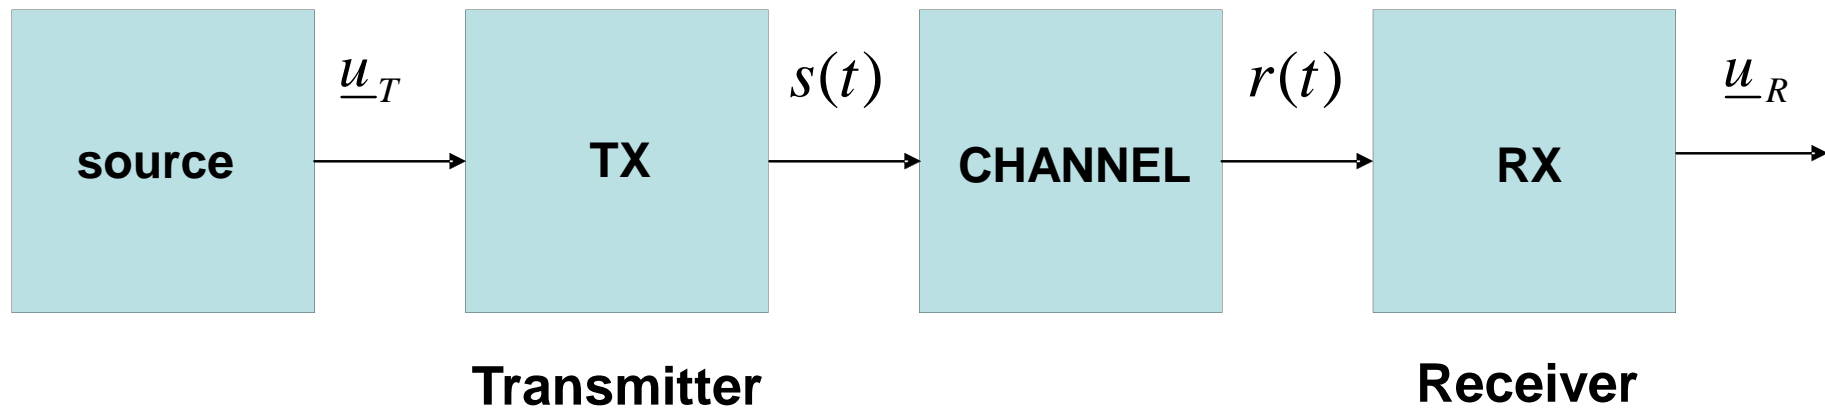 u_T s(t) r(t) u_R
source TX CHANNEL RX
Transmitter Receiver